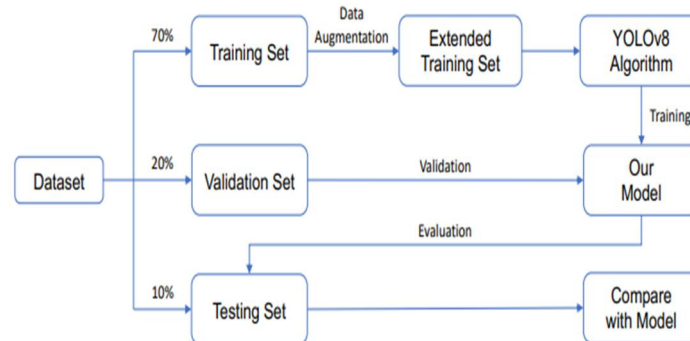 Data
Augmentation
70%
Training Set
Extended
Training Set
YOLOv8
Algorithm
Training
20%
Dataset
Validation Set
Validation
Our
Model
Evaluation
10%
Testing Set
Compare
with Model